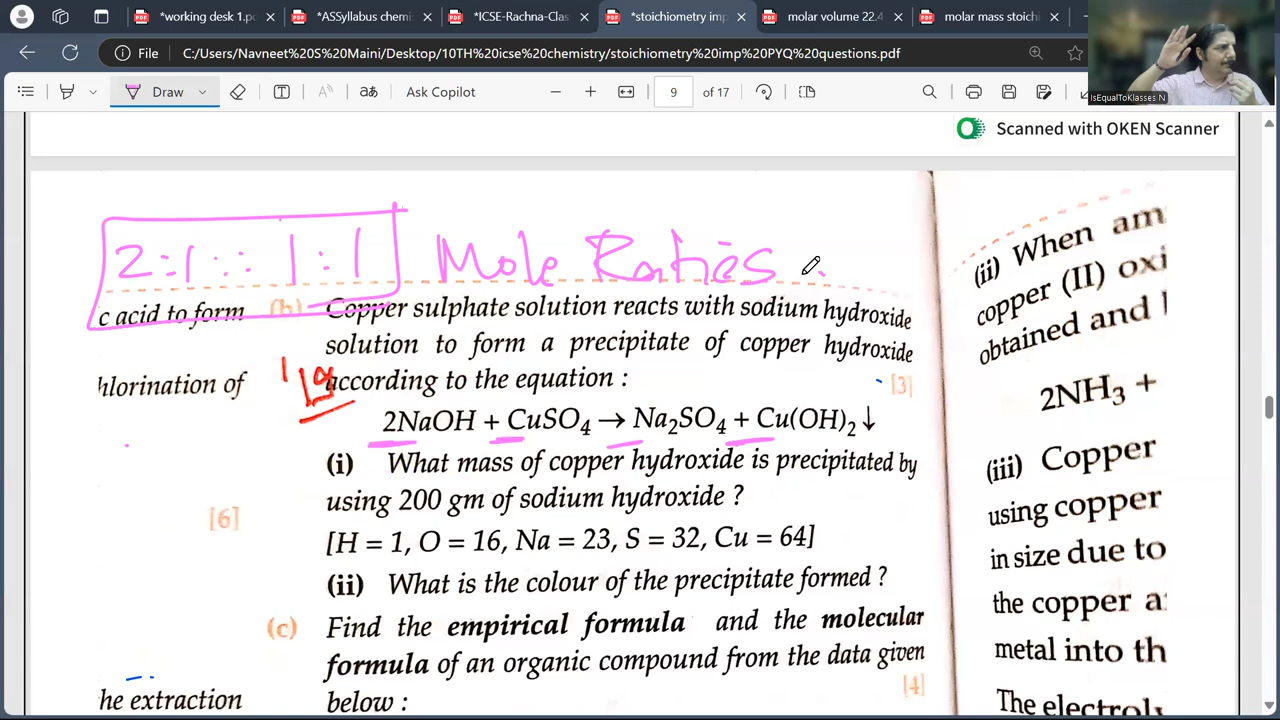 *working desk 1.p
*ASSyllabus chemi
*ICSE-Rachna-Clas
*stoichiometry imp
molar volume 22.4
molar mass stoich
File C:/Users/Navneet%20S%20Maini/Desktop/10TH%20icse%20chemistry/stoichiometry%20imp%20PYQ%20questions.pdf
Draw
aあ
Ask Copilot
9 of 17
IsEqualToKlasses N
Scanned with OKEN Scanner
2:1 :: 1:1 Mole Raties
c acid to form
hlorination of
[6]
he extraction
(b) Copper sulphate solution reacts with sodium hydroxide
solution to form a precipitate of copper hydroxide
according to the equation : [3]
2NaOH + CuSO₄ → Na₂SO₄ + Cu(OH)₂ ↓
(i) What mass of copper hydroxide is precipitated by
using 200 gm of sodium hydroxide ?
[H = 1, O = 16, Na = 23, S = 32, Cu = 64]
(ii) What is the colour of the precipitate formed ?
(c) Find the empirical formula and the molecular
formula of an organic compound from the data given
below : [4]
(ii) When am
copper (II) oxi
obtained and
2NH₃ +
(iii) Copper
using copper
in size due to
the copper a
metal into th
The electrol